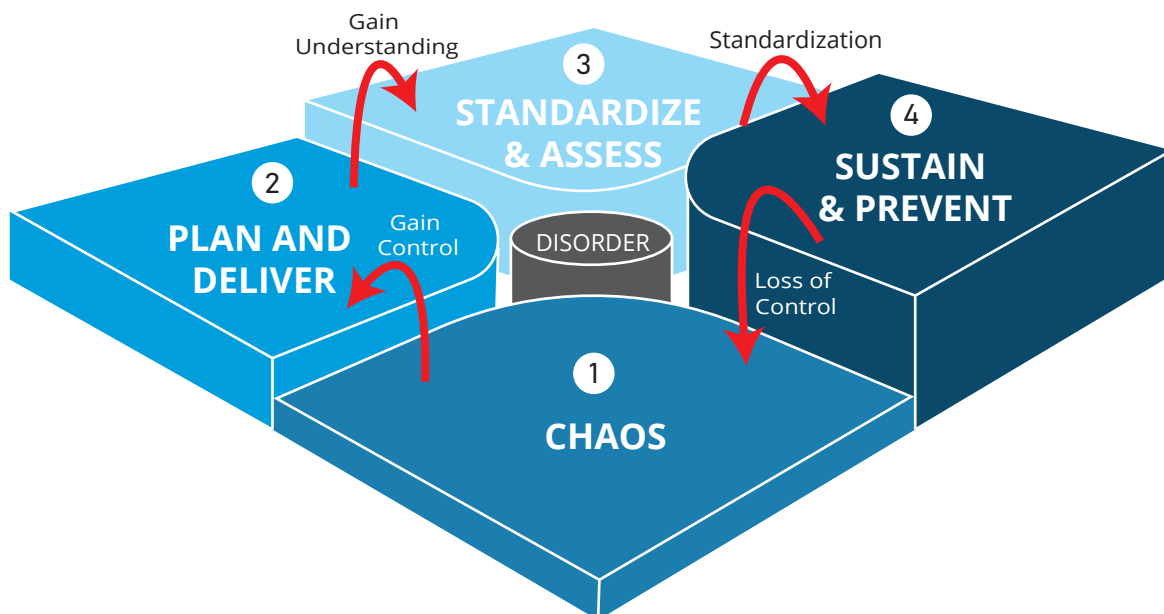 Gain
Understanding
3
STANDARDIZE
& ASSESS
Standardization
4
SUSTAIN
& PREVENT
2
PLAN AND
DELIVER
Gain
Control
DISORDER
Loss of
Control
1
CHAOS